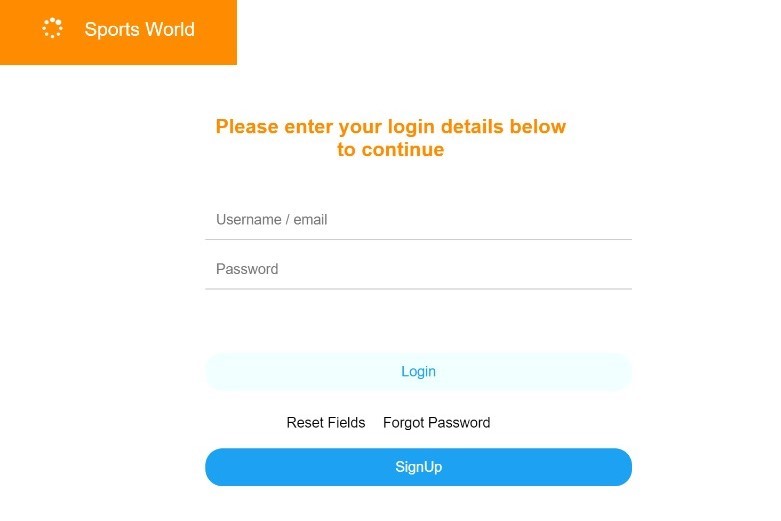 Sports World
Please enter your login details below
to continue
Username / email
Password
Login
Reset Fields Forgot Password
SignUp